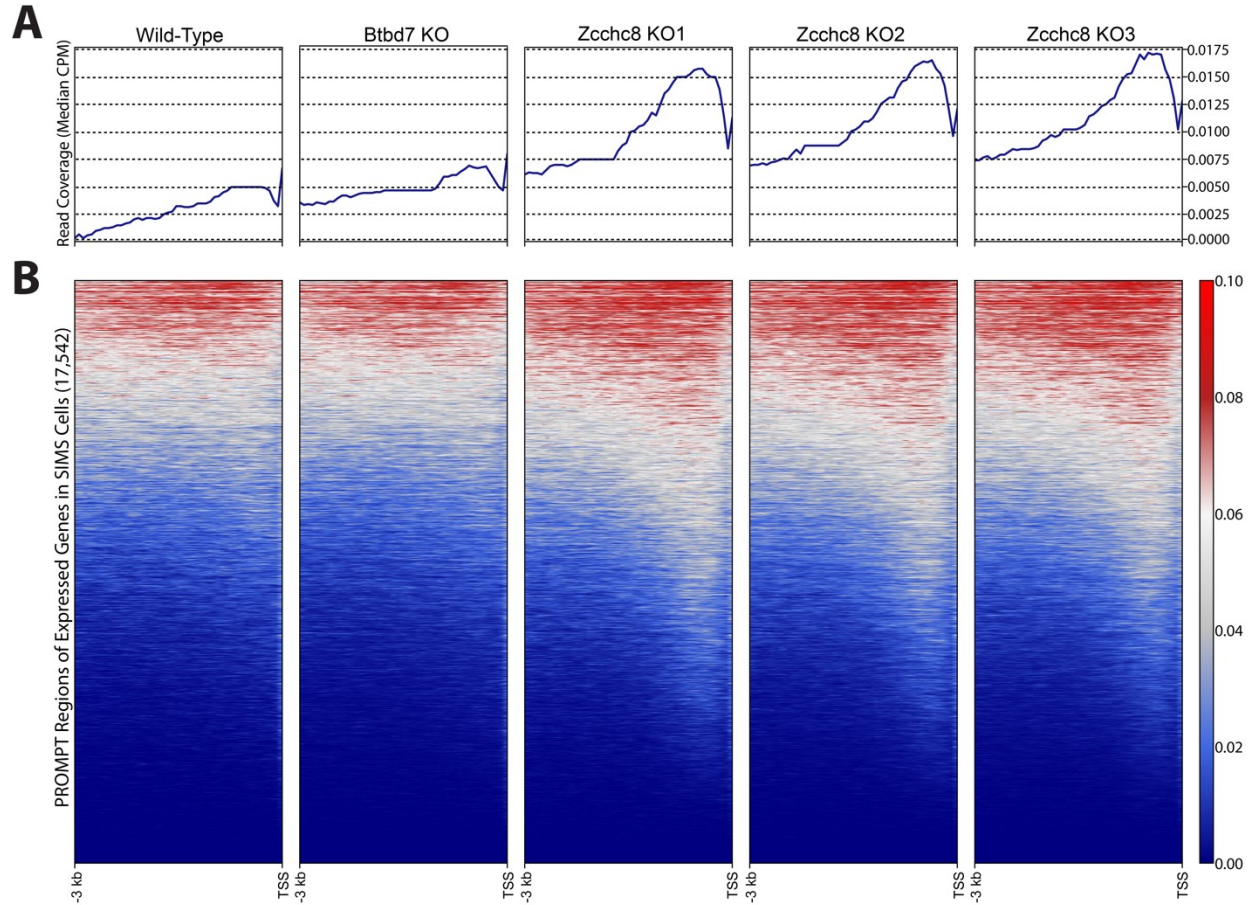 A
Wild-Type
Btbd7 KO
Zcchc8 KO1
Zcchc8 KO2
Zcchc8 KO3
Read Coverage (Median CPM)
0.0175
0.0150
0.0125
0.0100
0.0075
0.0050
0.0025
0.0000
B
PROMPT Regions of Expressed Genes in SIMS Cells (17,542)
0.10
0.08
0.06
0.04
0.02
0.00
-3 kb
TSS
-3 kb
TSS
-3 kb
TSS
-3 kb
TSS
-3 kb
TSS